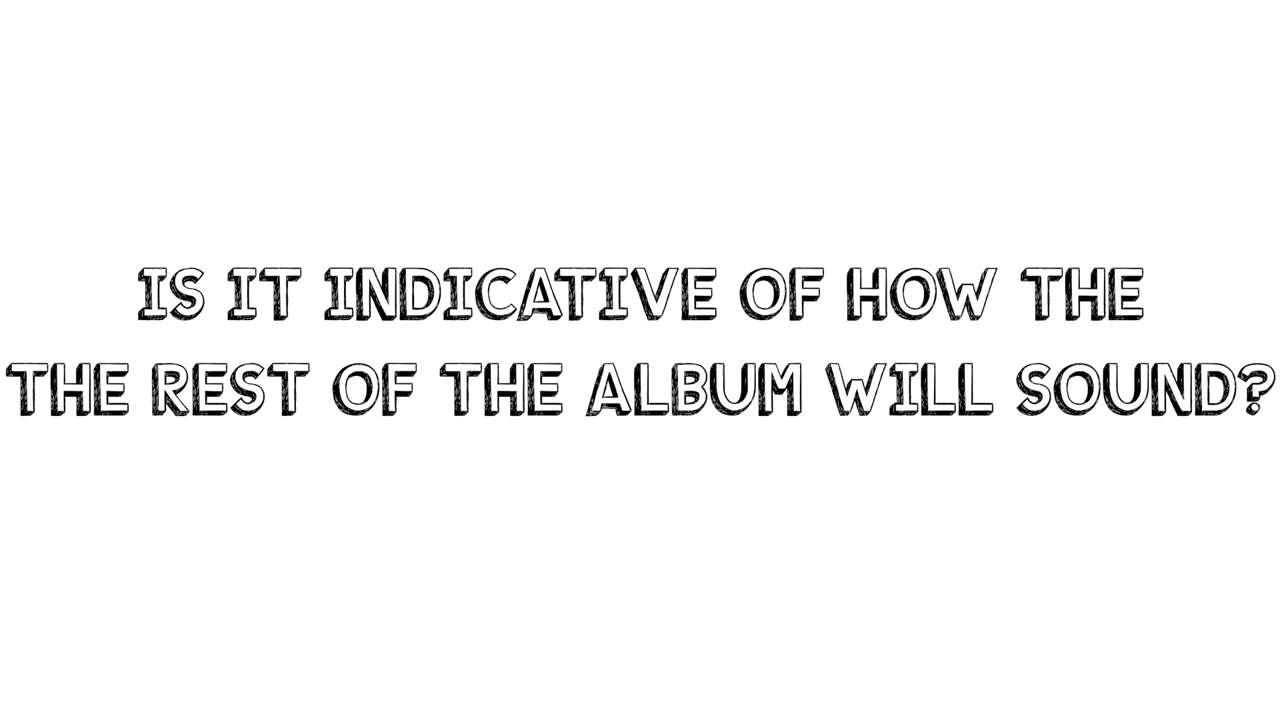 IS IT INDICATIVE OF HOW THE
THE REST OF THE ALBUM WILL SOUND?